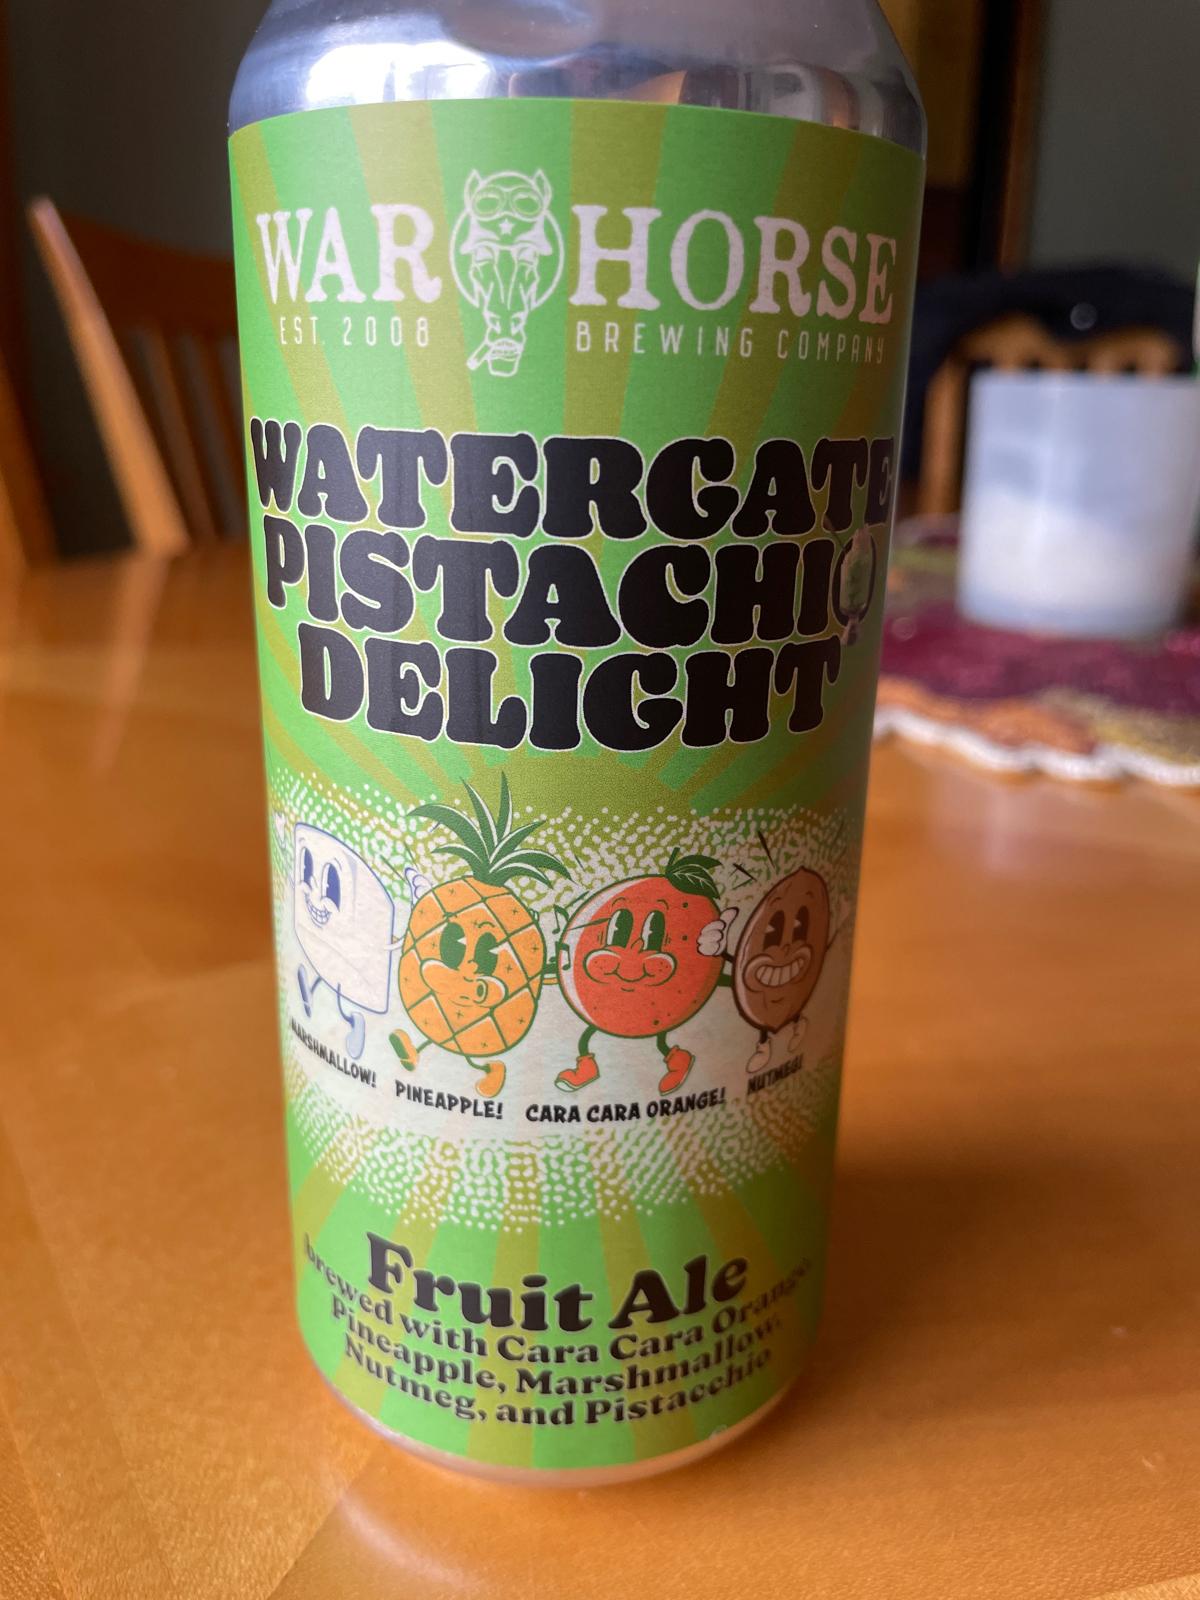 WAR HORSE
EST. 2008 BREWING COMPANY
WATERGATE
PISTACHIO
DELIGHT
MARSHMALLOW! PINEAPPLE! CARA CARA ORANGE! NUTMEG!
Fruit Ale
brewed with Cara Cara Orange
Pineapple, Marshmallow,
Nutmeg, and Pistacchio